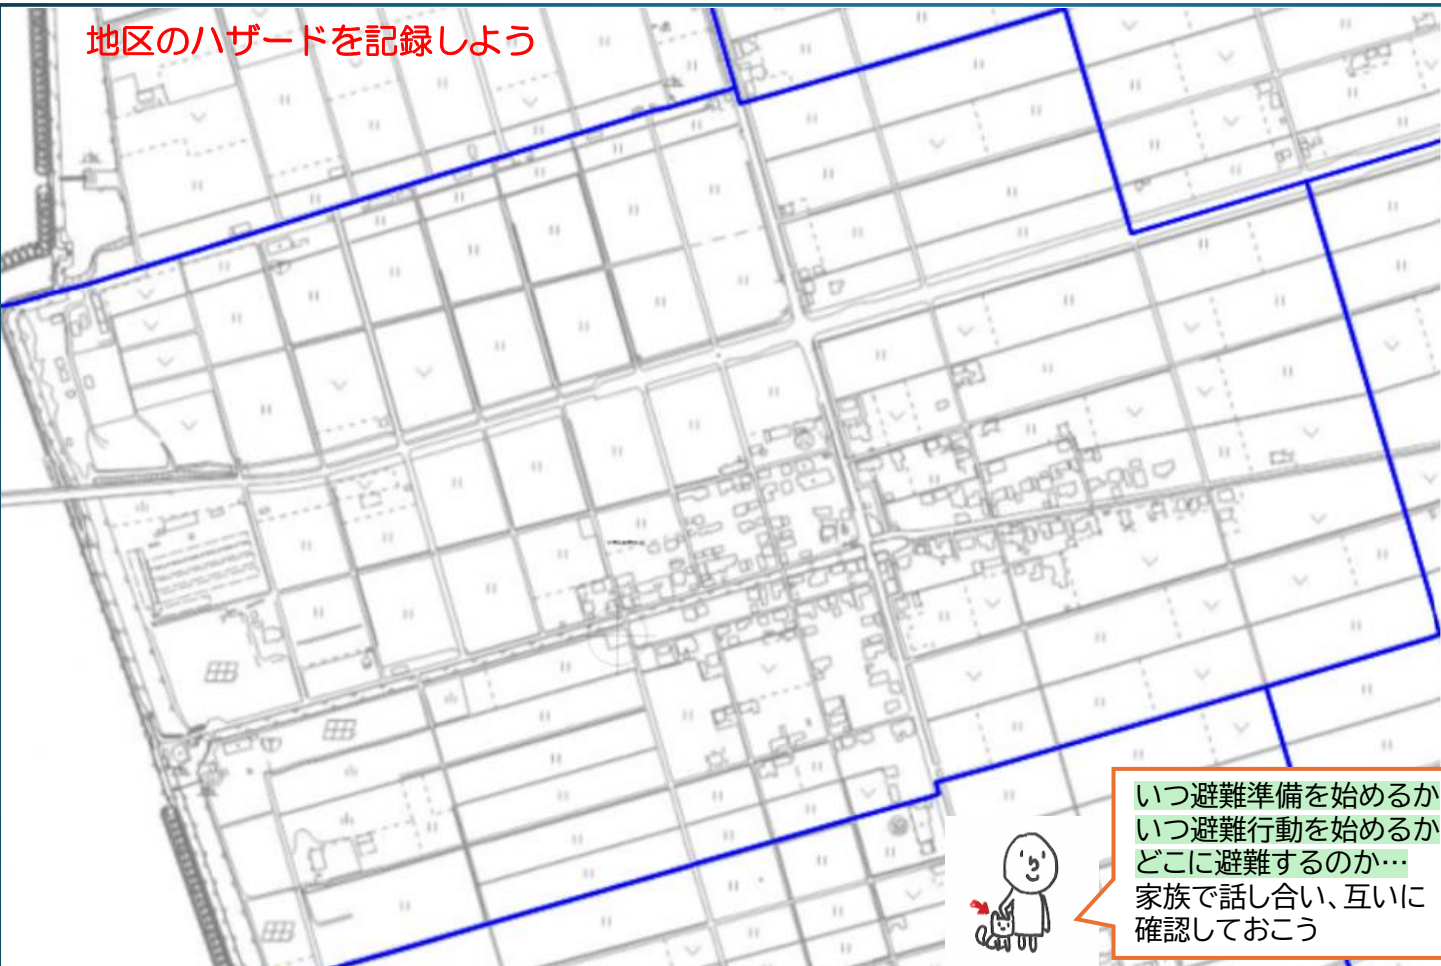 地区のハザードを記録しよう
いつ避難準備を始めるか
いつ避難行動を始めるか
どこに避難するのか…
家族で話し合い、互いに
確認しておこう